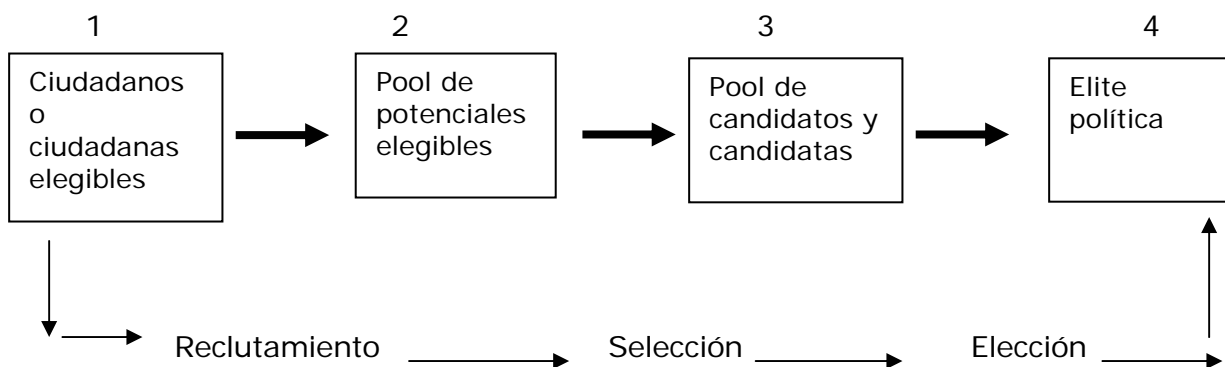 1
2
3
4
Ciudadanos
o
ciudadanas
elegibles
Pool de
potenciales
elegibles
Pool de
candidatos y
candidatas
Elite
política
Reclutamiento
Selección
Elección